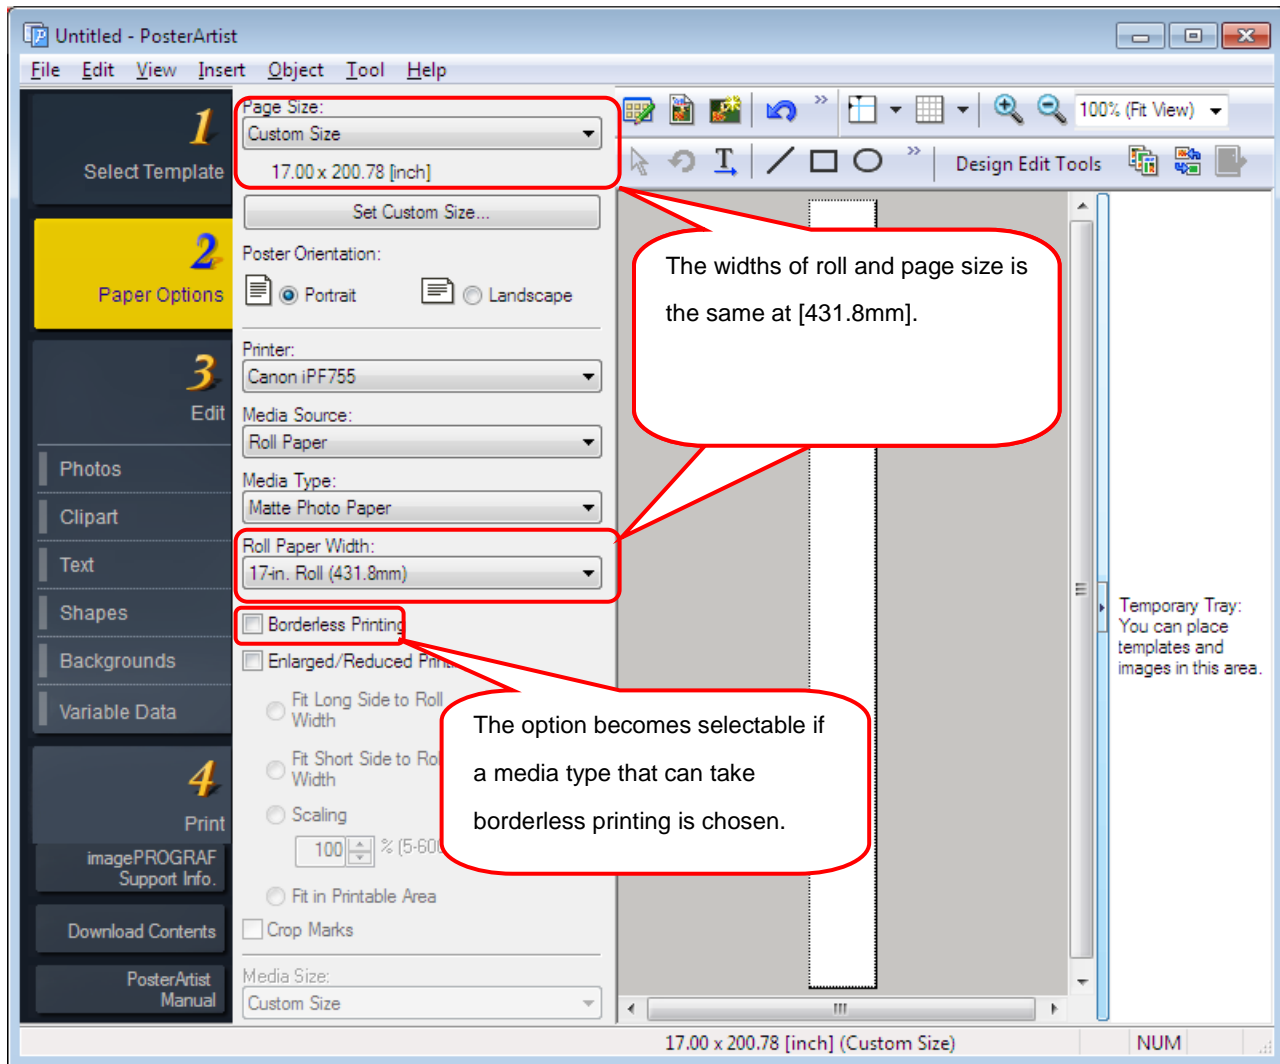 Untitled - PosterArtist
File Edit View Insert Object Tool Help
1
Select Template
2
Paper Options
3
Edit
Photos
Clipart
Text
Shapes
Backgrounds
Variable Data
4
Print
imagePROGRAF
Support Info.
Download Contents
PosterArtist
Manual
Page Size:
Custom Size
17.00 x 200.78 [inch]
Set Custom Size...
Poster Orientation:
Portrait
Landscape
Printer:
Canon iPF755
Media Source:
Roll Paper
Media Type:
Matte Photo Paper
Roll Paper Width:
17-in. Roll (431.8mm)
Borderless Printing
Enlarged/Reduced
Fit Long Side to Roll
Width
Fit Short Side to
Width
Scaling
100 % (5-600
Fit in Printable Area
Crop Marks
Media Size:
Custom Size
100% (Fit View)
Design Edit Tools
The widths of roll and page size is
the same at [431.8mm].
The option becomes selectable if
a media type that can take
borderless printing is chosen.
Temporary Tray:
You can place
templates and
images in this area.
17.00 x 200.78 [inch] (Custom Size)
NUM